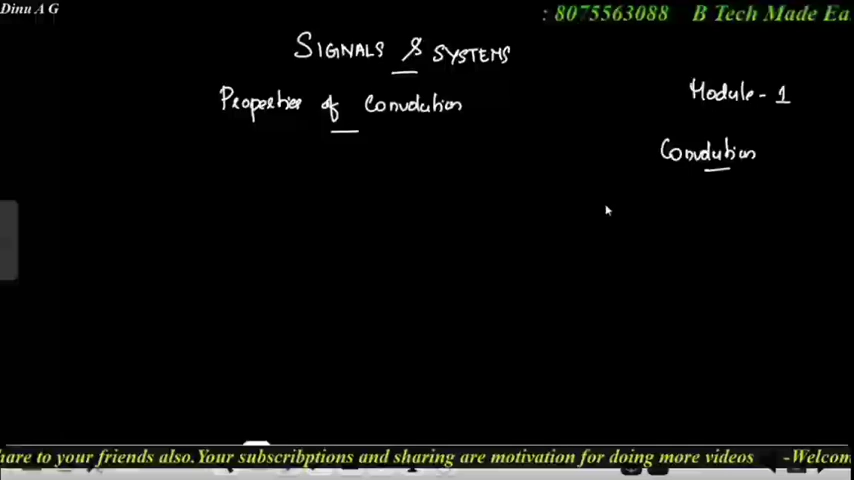 Dinu A G
: 8075563088 B Tech Made Ea
SIGNALS & SYSTEMS
Properties of Convolution
Module - 1
Convolution
hare to your friends also.Your subscribptions and sharing are motivation for doing more videos -Welcom